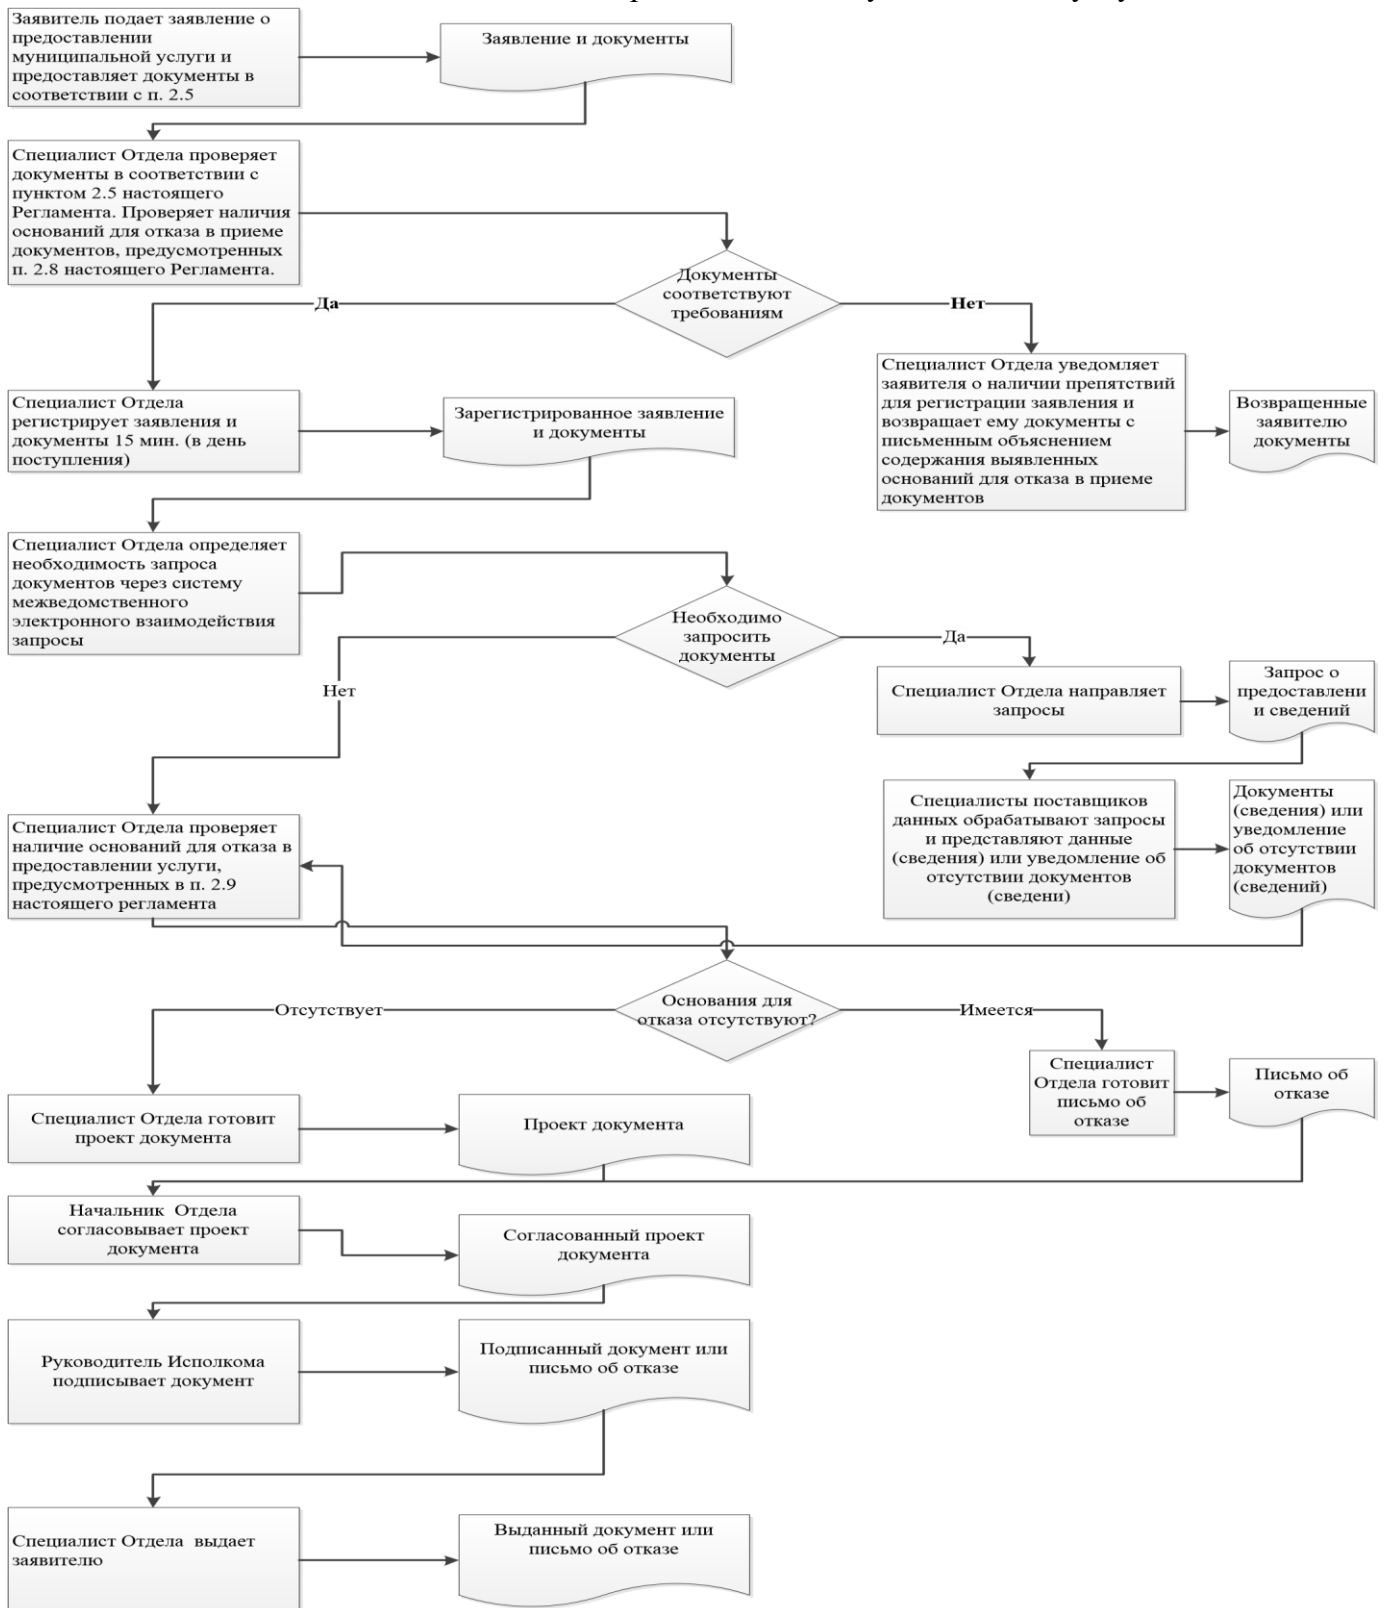 Заявитель подает заявление о
предоставлении
муниципальной услуги и
предоставляет документы в
соответствии с п. 2.5
Заявление и документы
Специалист Отдела проверяет
документы в соответствии с
пунктом 2.5 настоящего
Регламента. Проверяет наличия
оснований для отказа в приеме
документов, предусмотренных
п. 2.8 настоящего Регламента.
Документы
соответствуют
требованиям
Да
Нет
Специалист Отдела
регистрирует заявления и
документы 15 мин. (в день
поступления)
Зарегистрированное заявление
и документы
Специалист Отдела уведомляет
заявителя о наличии препятствий
для регистрации заявления и
возвращает ему документы с
письменным объяснением
содержания выявленных
оснований для отказа в приеме
документов
Возвращенные
заявителю
документы
Специалист Отдела определяет
необходимость запроса
документов через систему
межведомственного
электронного взаимодействия
запросы
Необходимо
запросить
документы
Да
Нет
Специалист Отдела направляет
запросы
Запрос о
предоставлени
и сведений
Специалисты поставщиков
данных обрабатывают запросы
и представляют данные
(сведения) или уведомление об
отсутствии документов
(сведени)
Документы
(сведения) или
уведомление
об отсутствии
документов
(сведений)
Специалист Отдела проверяет
наличие оснований для отказа в
предоставлении услуги,
предусмотренных в п. 2.9
настоящего регламента
Основания для
отказа отсутствуют?
Отсутствует
Имеется
Специалист
Отдела готовит
письмо об
отказе
Письмо об
отказе
Специалист Отдела готовит
проект документа
Проект документа
Начальник Отдела
согласовывает проект
документа
Согласованный проект
документа
Руководитель Исполкома
подписывает документ
Подписанный документ или
письмо об отказе
Специалист Отдела выдает
заявителю
Выданный документ или
письмо об отказе